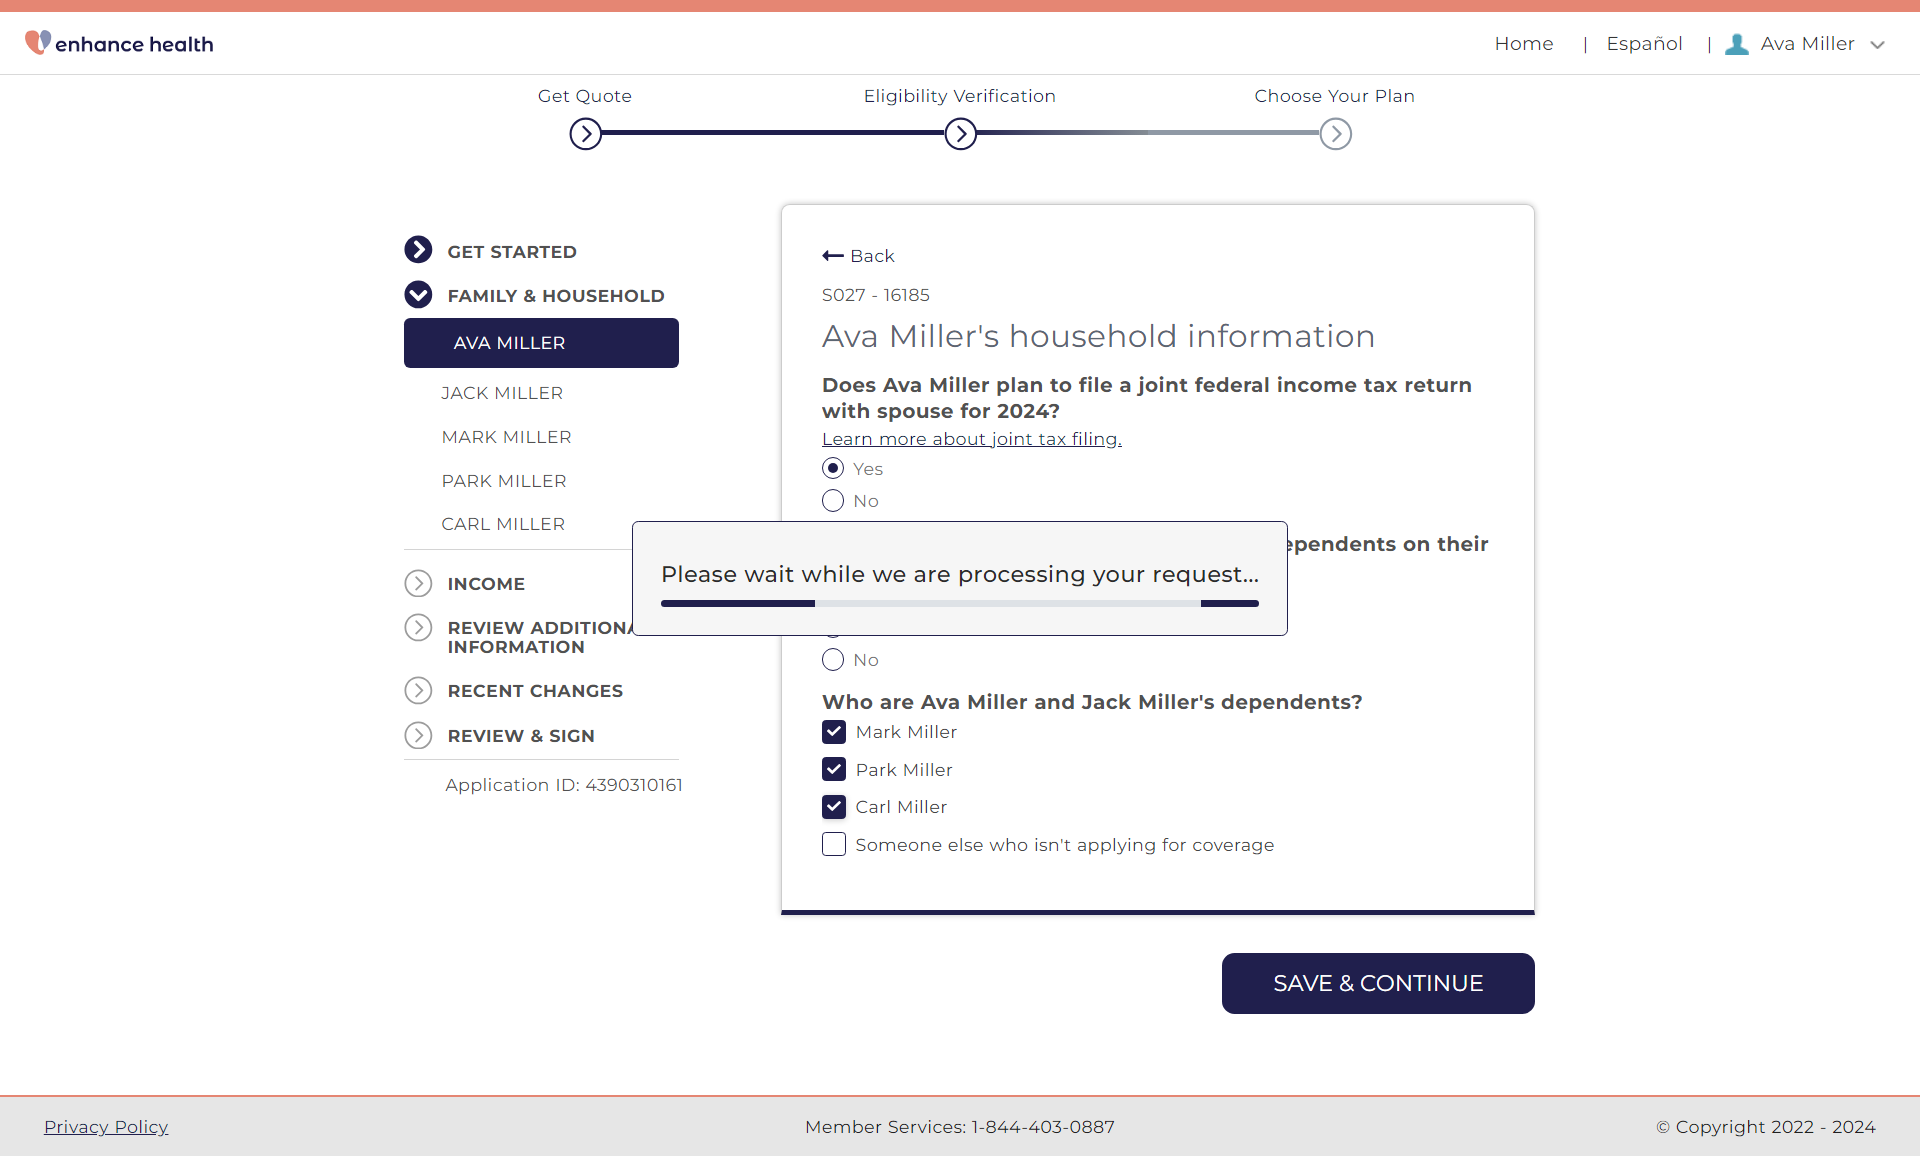 enhance health
Home | Español | Ava Miller
Get Quote
Eligibility Verification
Choose Your Plan
GET STARTED
FAMILY & HOUSEHOLD
AVA MILLER
JACK MILLER
MARK MILLER
PARK MILLER
CARL MILLER
INCOME
REVIEW ADDITIONA
INFORMATION
RECENT CHANGES
REVIEW & SIGN
Application ID: 4390310161
Back
S027 - 16185
Ava Miller's household information
Does Ava Miller plan to file a joint federal income tax return
with spouse for 2024?
Learn more about joint tax filing.
Yes
No
ependents on their
Please wait while we are processing your request...
No
Who are Ava Miller and Jack Miller's dependents?
Mark Miller
Park Miller
Carl Miller
Someone else who isn't applying for coverage
SAVE & CONTINUE
Privacy Policy
Member Services: 1-844-403-0887
© Copyright 2022 - 2024